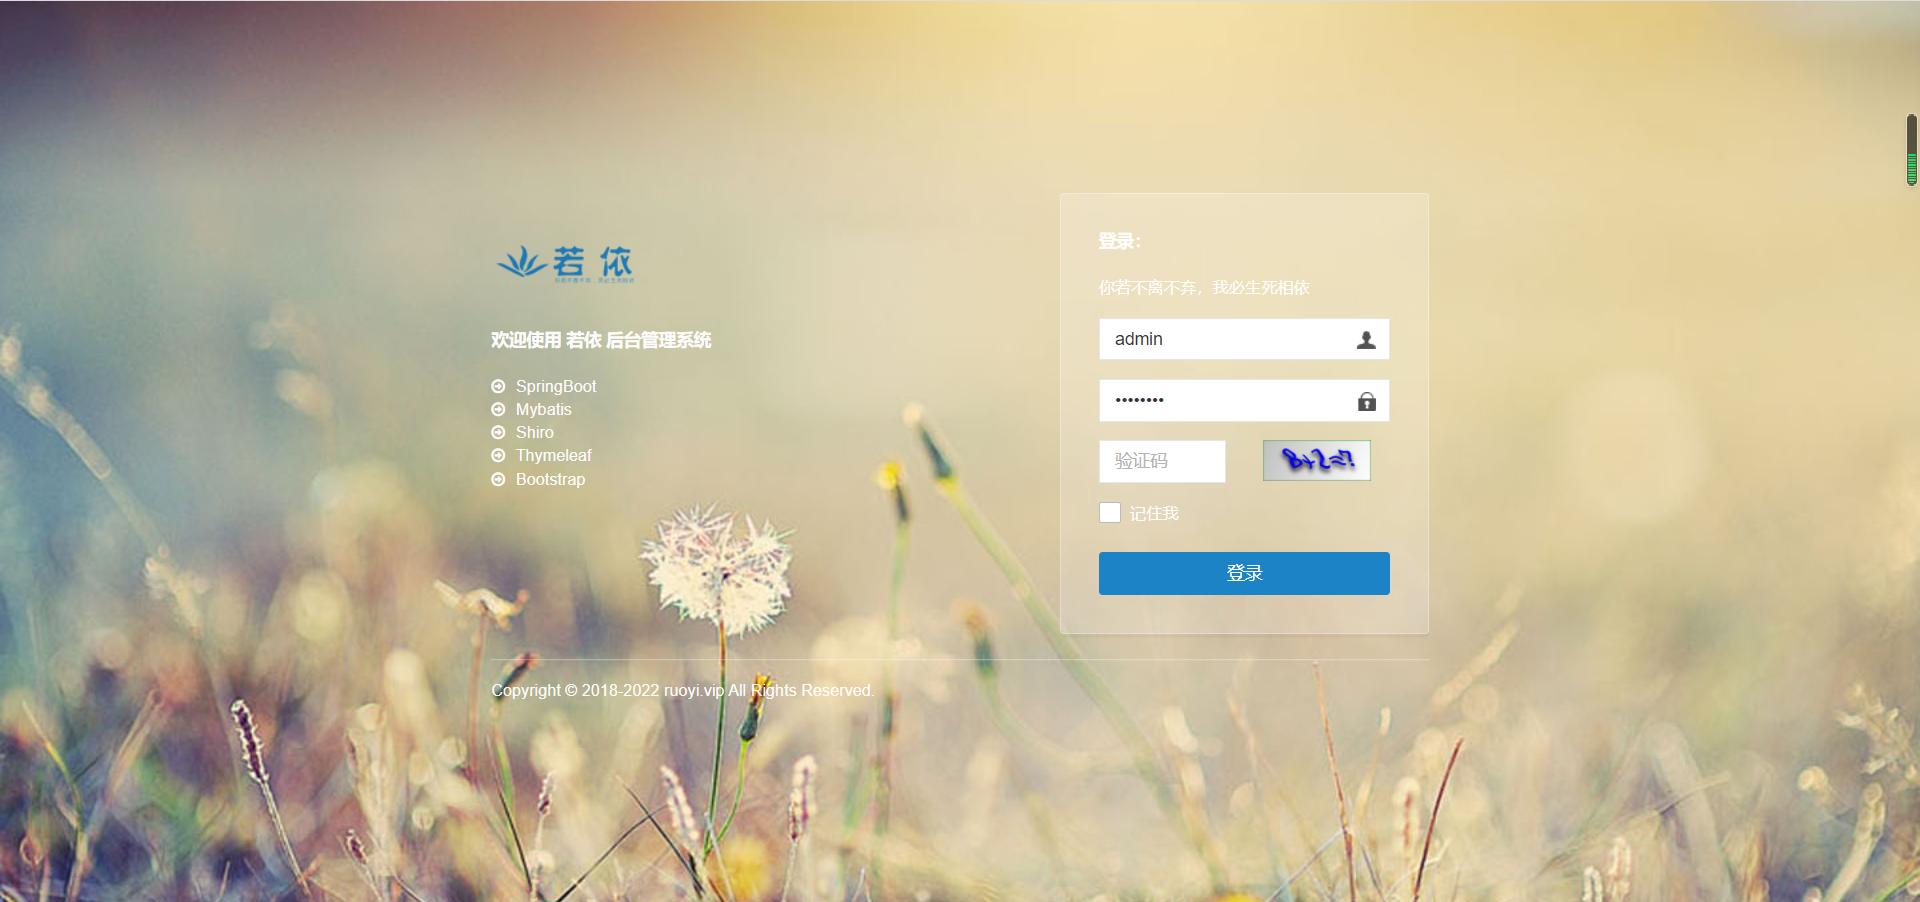 若依
欢迎使用 若依 后台管理系统
SpringBoot
Mybatis
Shiro
Thymeleaf
Bootstrap
登录：
你若不离不弃，我必生死相依
admin
••••••••
验证码
8+2=?
记住我
登录
Copyright © 2018-2022 ruoyi.vip All Rights Reserved.